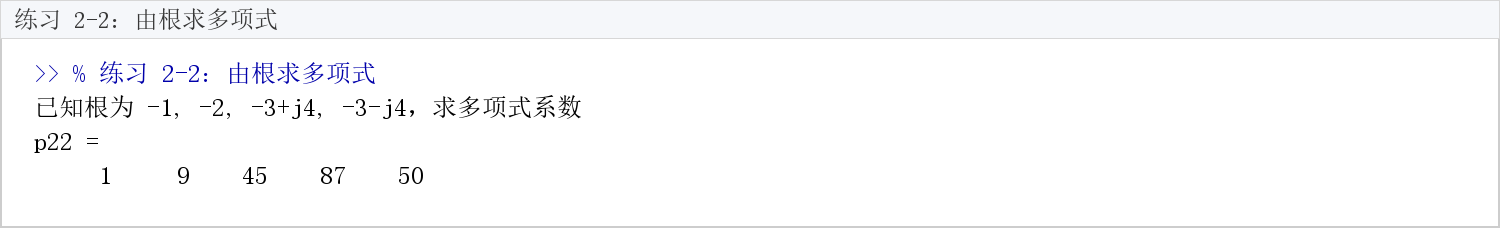 练习 2-2：由根求多项式
>> % 练习 2-2：由根求多项式
已知根为 -1, -2, -3+j4, -3-j4，求多项式系数
p22 =
1 9 45 87 50